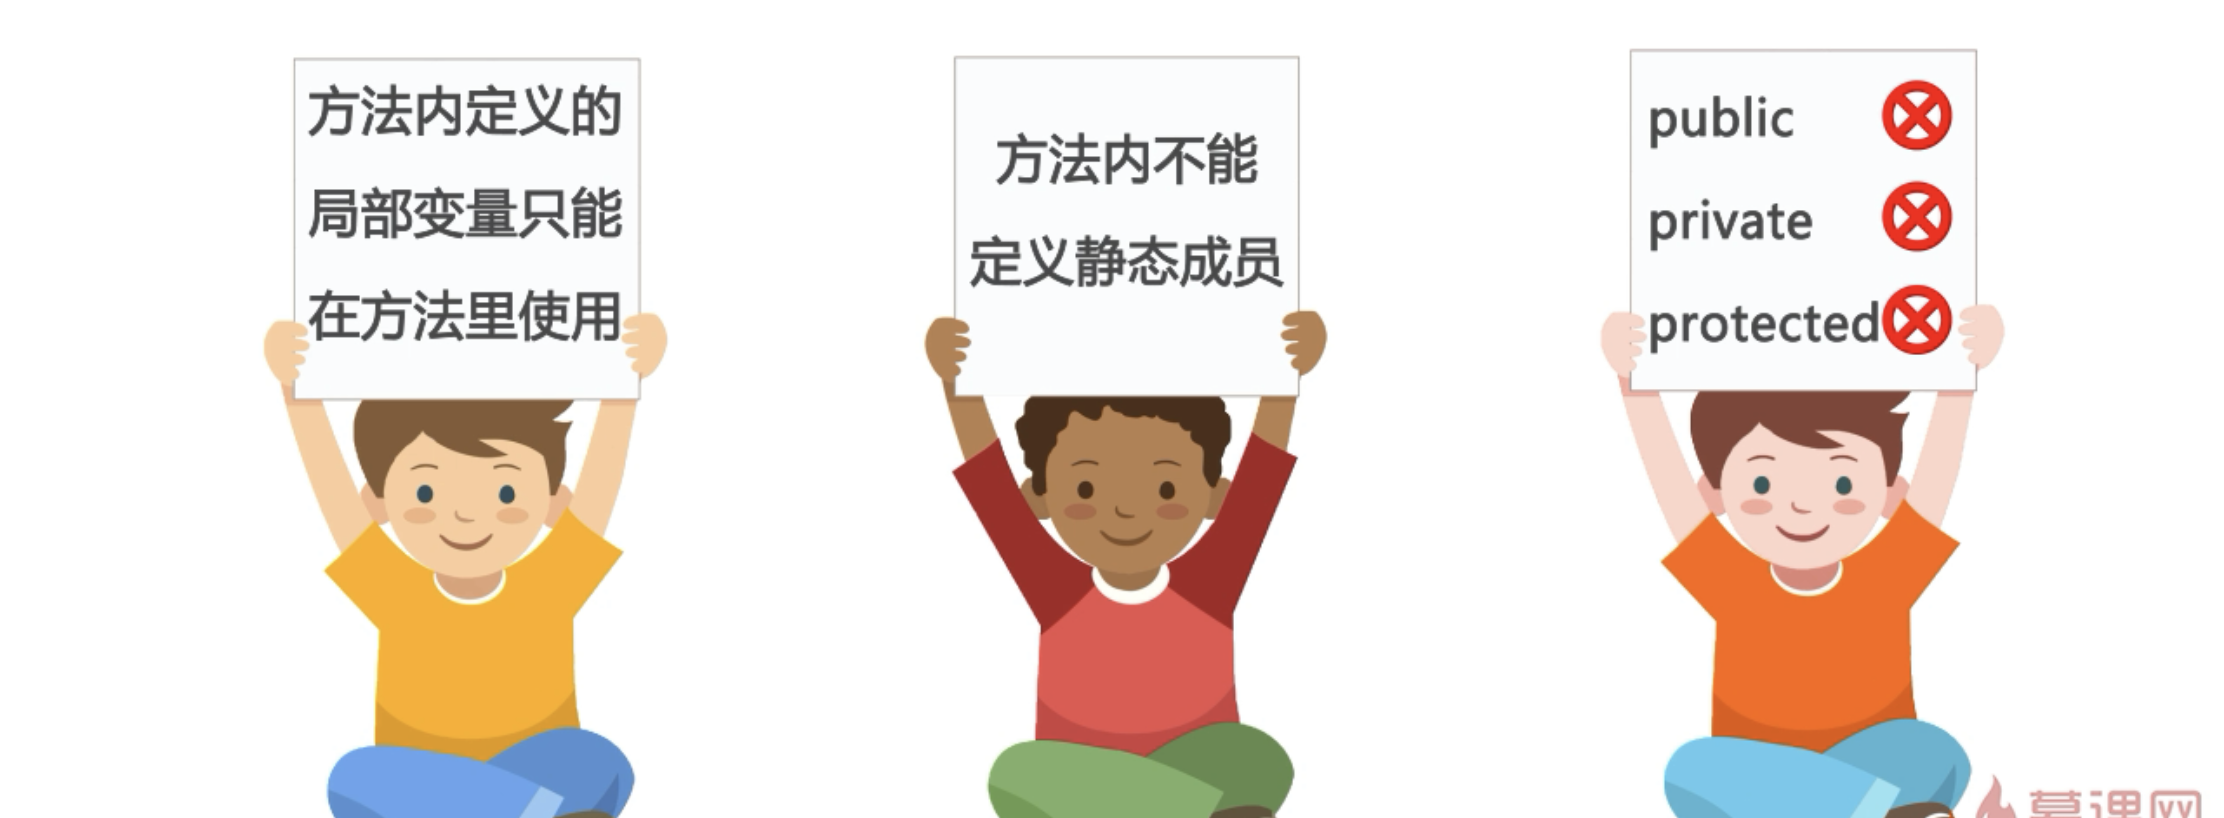 方法内定义的
局部变量只能
在方法里使用
方法内不能
定义静态成员
public
private
protected
慕课网